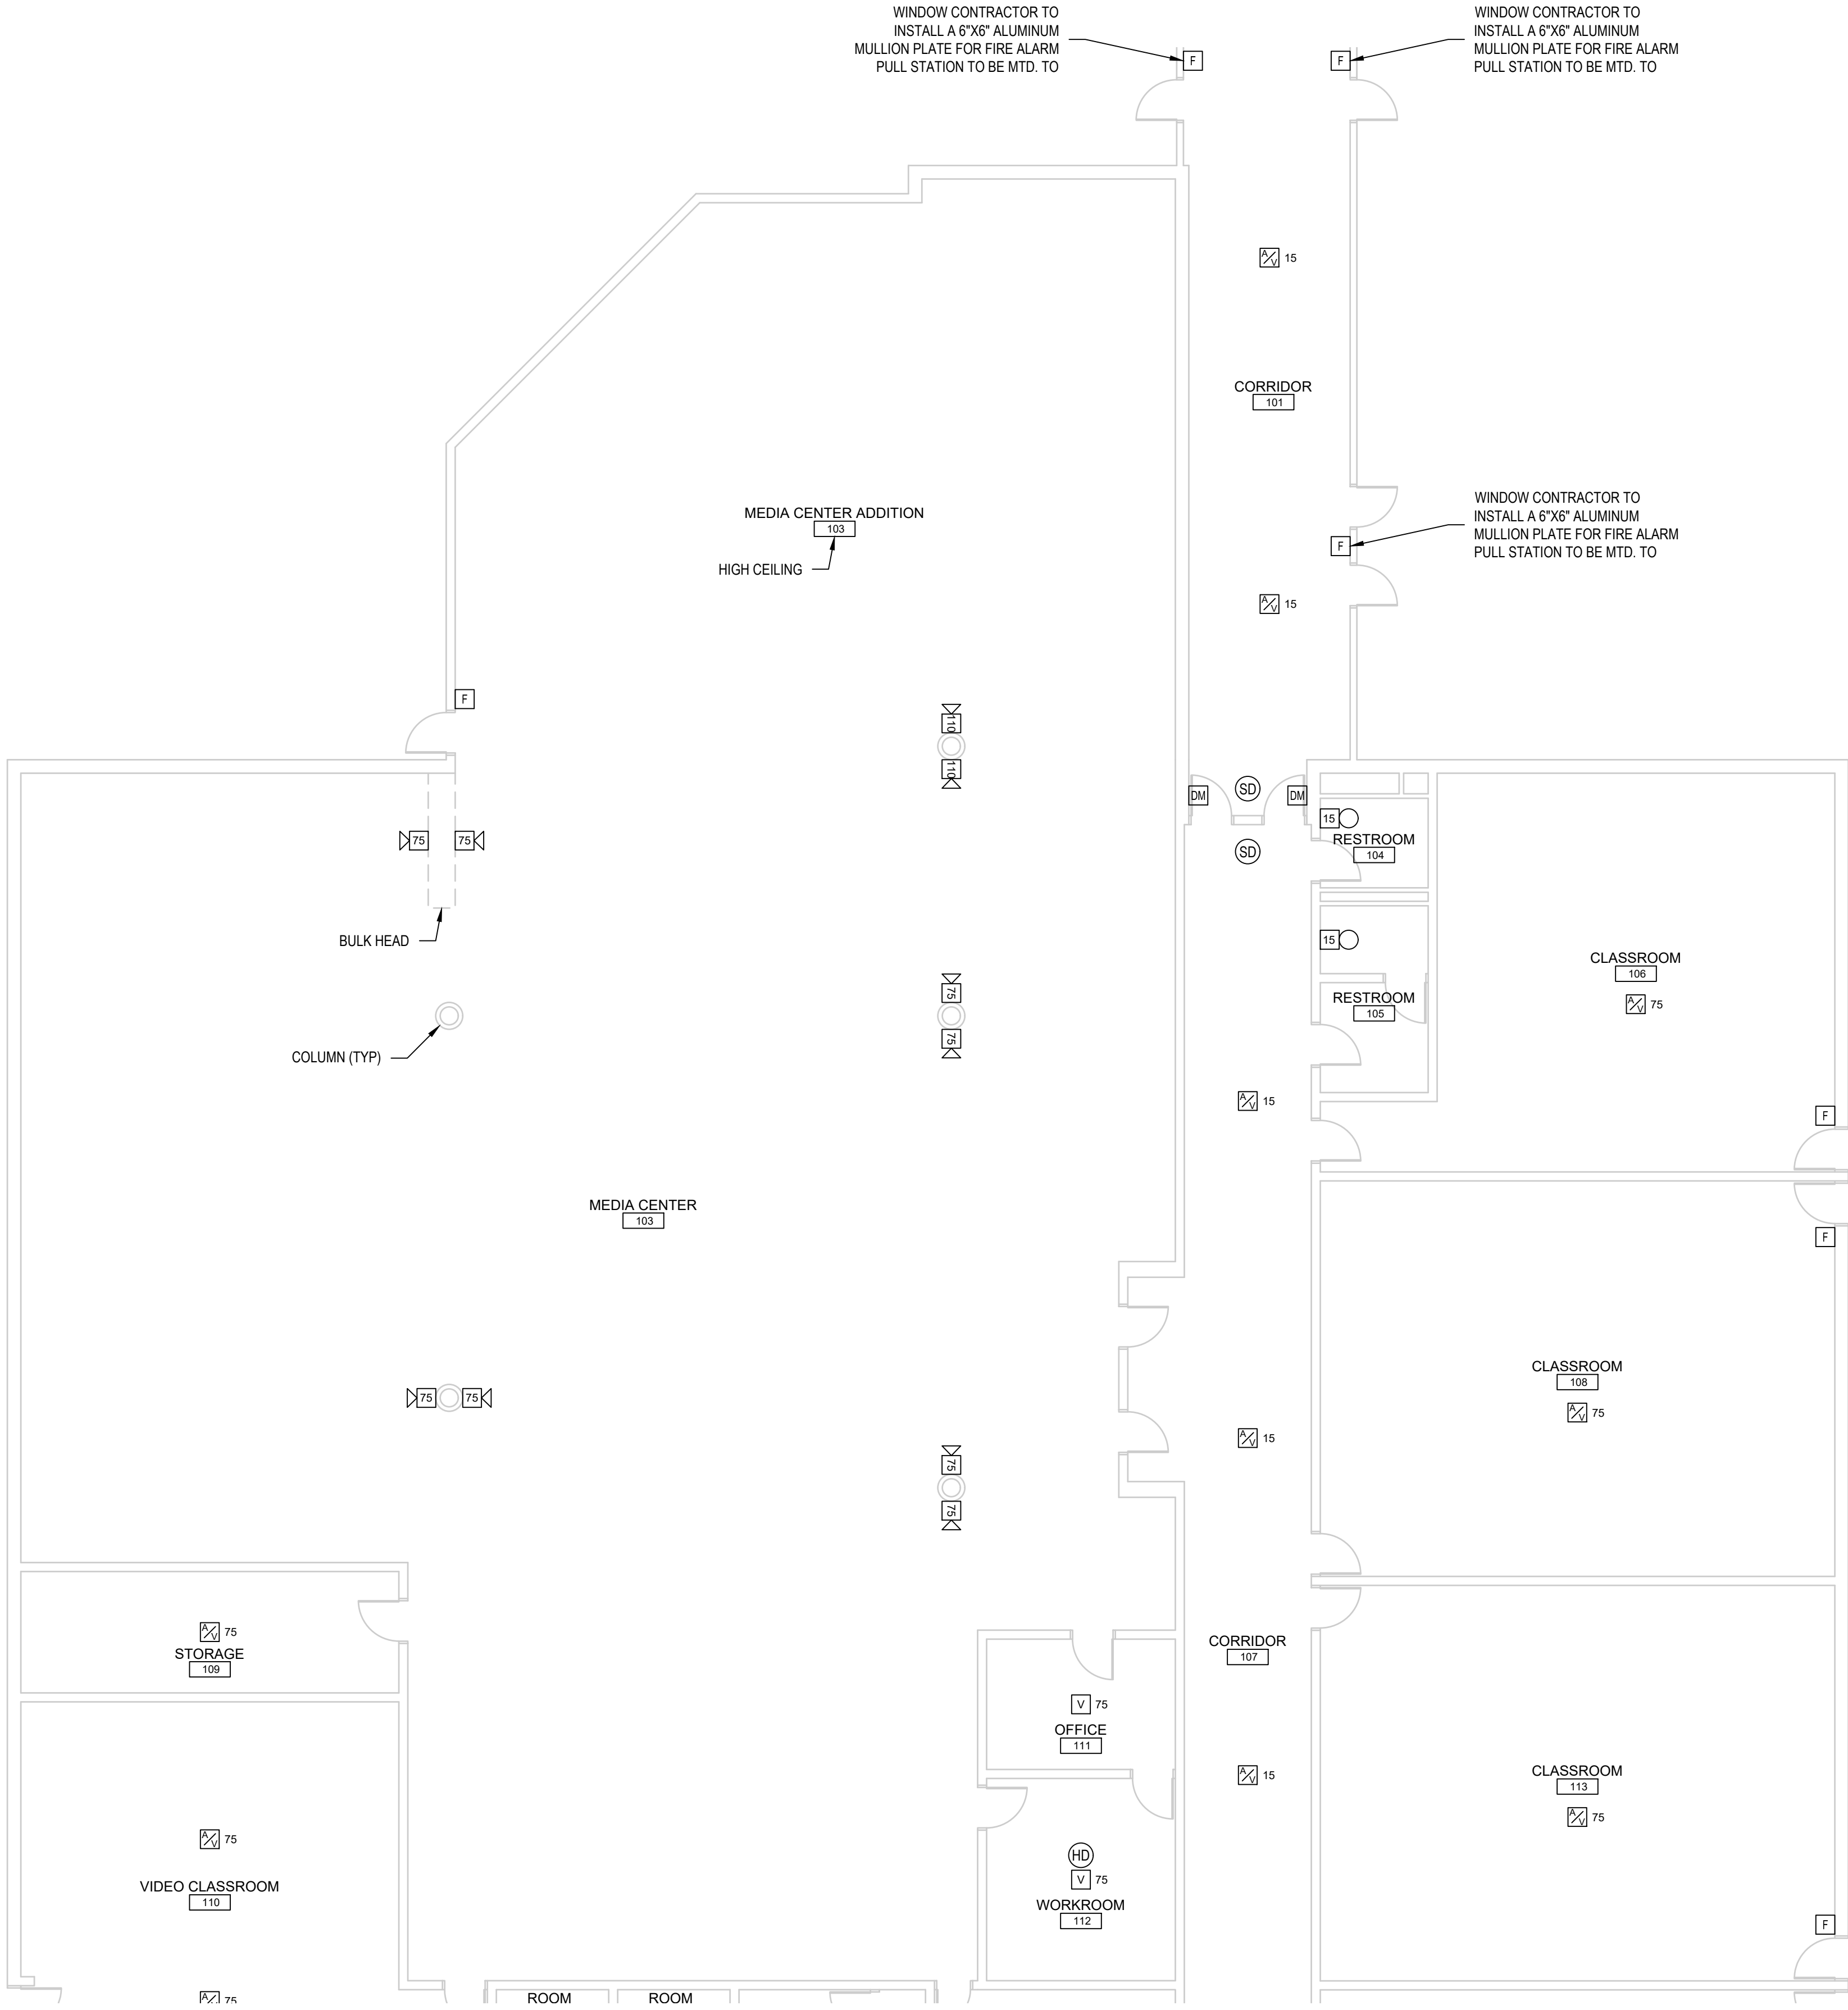 WINDOW CONTRACTOR TO
INSTALL A 6"X6" ALUMINUM
MULLION PLATE FOR FIRE ALARM
PULL STATION TO BE MTD. TO
F
F
WINDOW CONTRACTOR TO
INSTALL A 6"X6" ALUMINUM
MULLION PLATE FOR FIRE ALARM
PULL STATION TO BE MTD. TO
A/V 15
CORRIDOR
101
MEDIA CENTER ADDITION
103
HIGH CEILING
F
WINDOW CONTRACTOR TO
INSTALL A 6"X6" ALUMINUM
MULLION PLATE FOR FIRE ALARM
PULL STATION TO BE MTD. TO
A/V 15
F
110
110
DM
SD
DM
SD
15
RESTROOM
104
75
75
BULK HEAD
15
CLASSROOM
106
A/V 75
75
75
RESTROOM
105
COLUMN (TYP)
A/V 15
F
MEDIA CENTER
103
F
CLASSROOM
108
A/V 75
75
75
A/V 15
75
75
A/V 75
STORAGE
109
CORRIDOR
107
V 75
OFFICE
111
A/V 15
CLASSROOM
113
A/V 75
A/V 75
VIDEO CLASSROOM
110
HD
V 75
WORKROOM
112
F
A/V 75
ROOM
ROOM